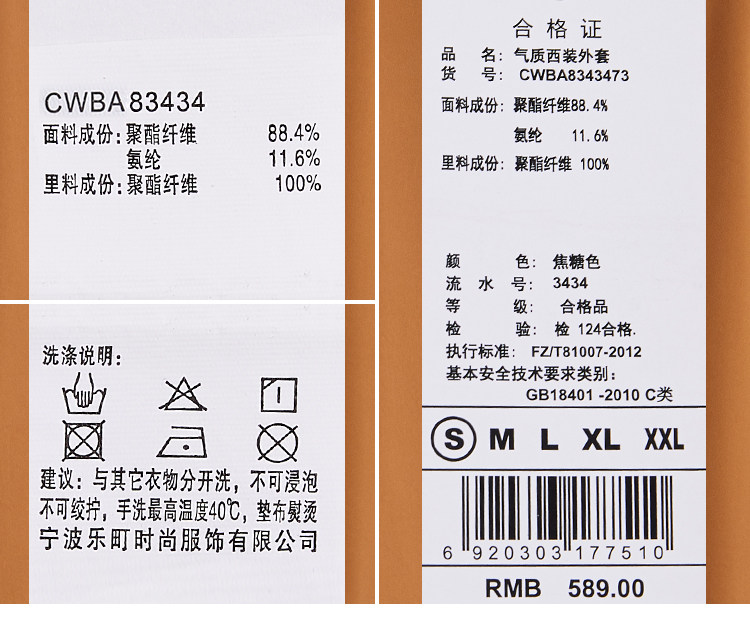 CWBA83434
面料成份: 聚酯纤维 88.4%
氨纶 11.6%
里料成份: 聚酯纤维 100%
洗涤说明:
建议: 与其它衣物分开洗, 不可浸泡
不可绞拧, 手洗最高温度40℃, 垫布熨烫
宁波乐町时尚服饰有限公司
合格证
品 名: 气质西装外套
货 号: CWBA8343473
面料成份: 聚酯纤维88.4%
氨纶 11.6%
里料成份: 聚酯纤维 100%
颜 色: 焦糖色
流 水 号: 3434
等 级: 合格品
检 验: 检 124合格.
执行标准: FZ/T81007-2012
基本安全技术要求类别:
GB18401 -2010 C类
S M L XL XXL
6 920303 177510
RMB 589.00